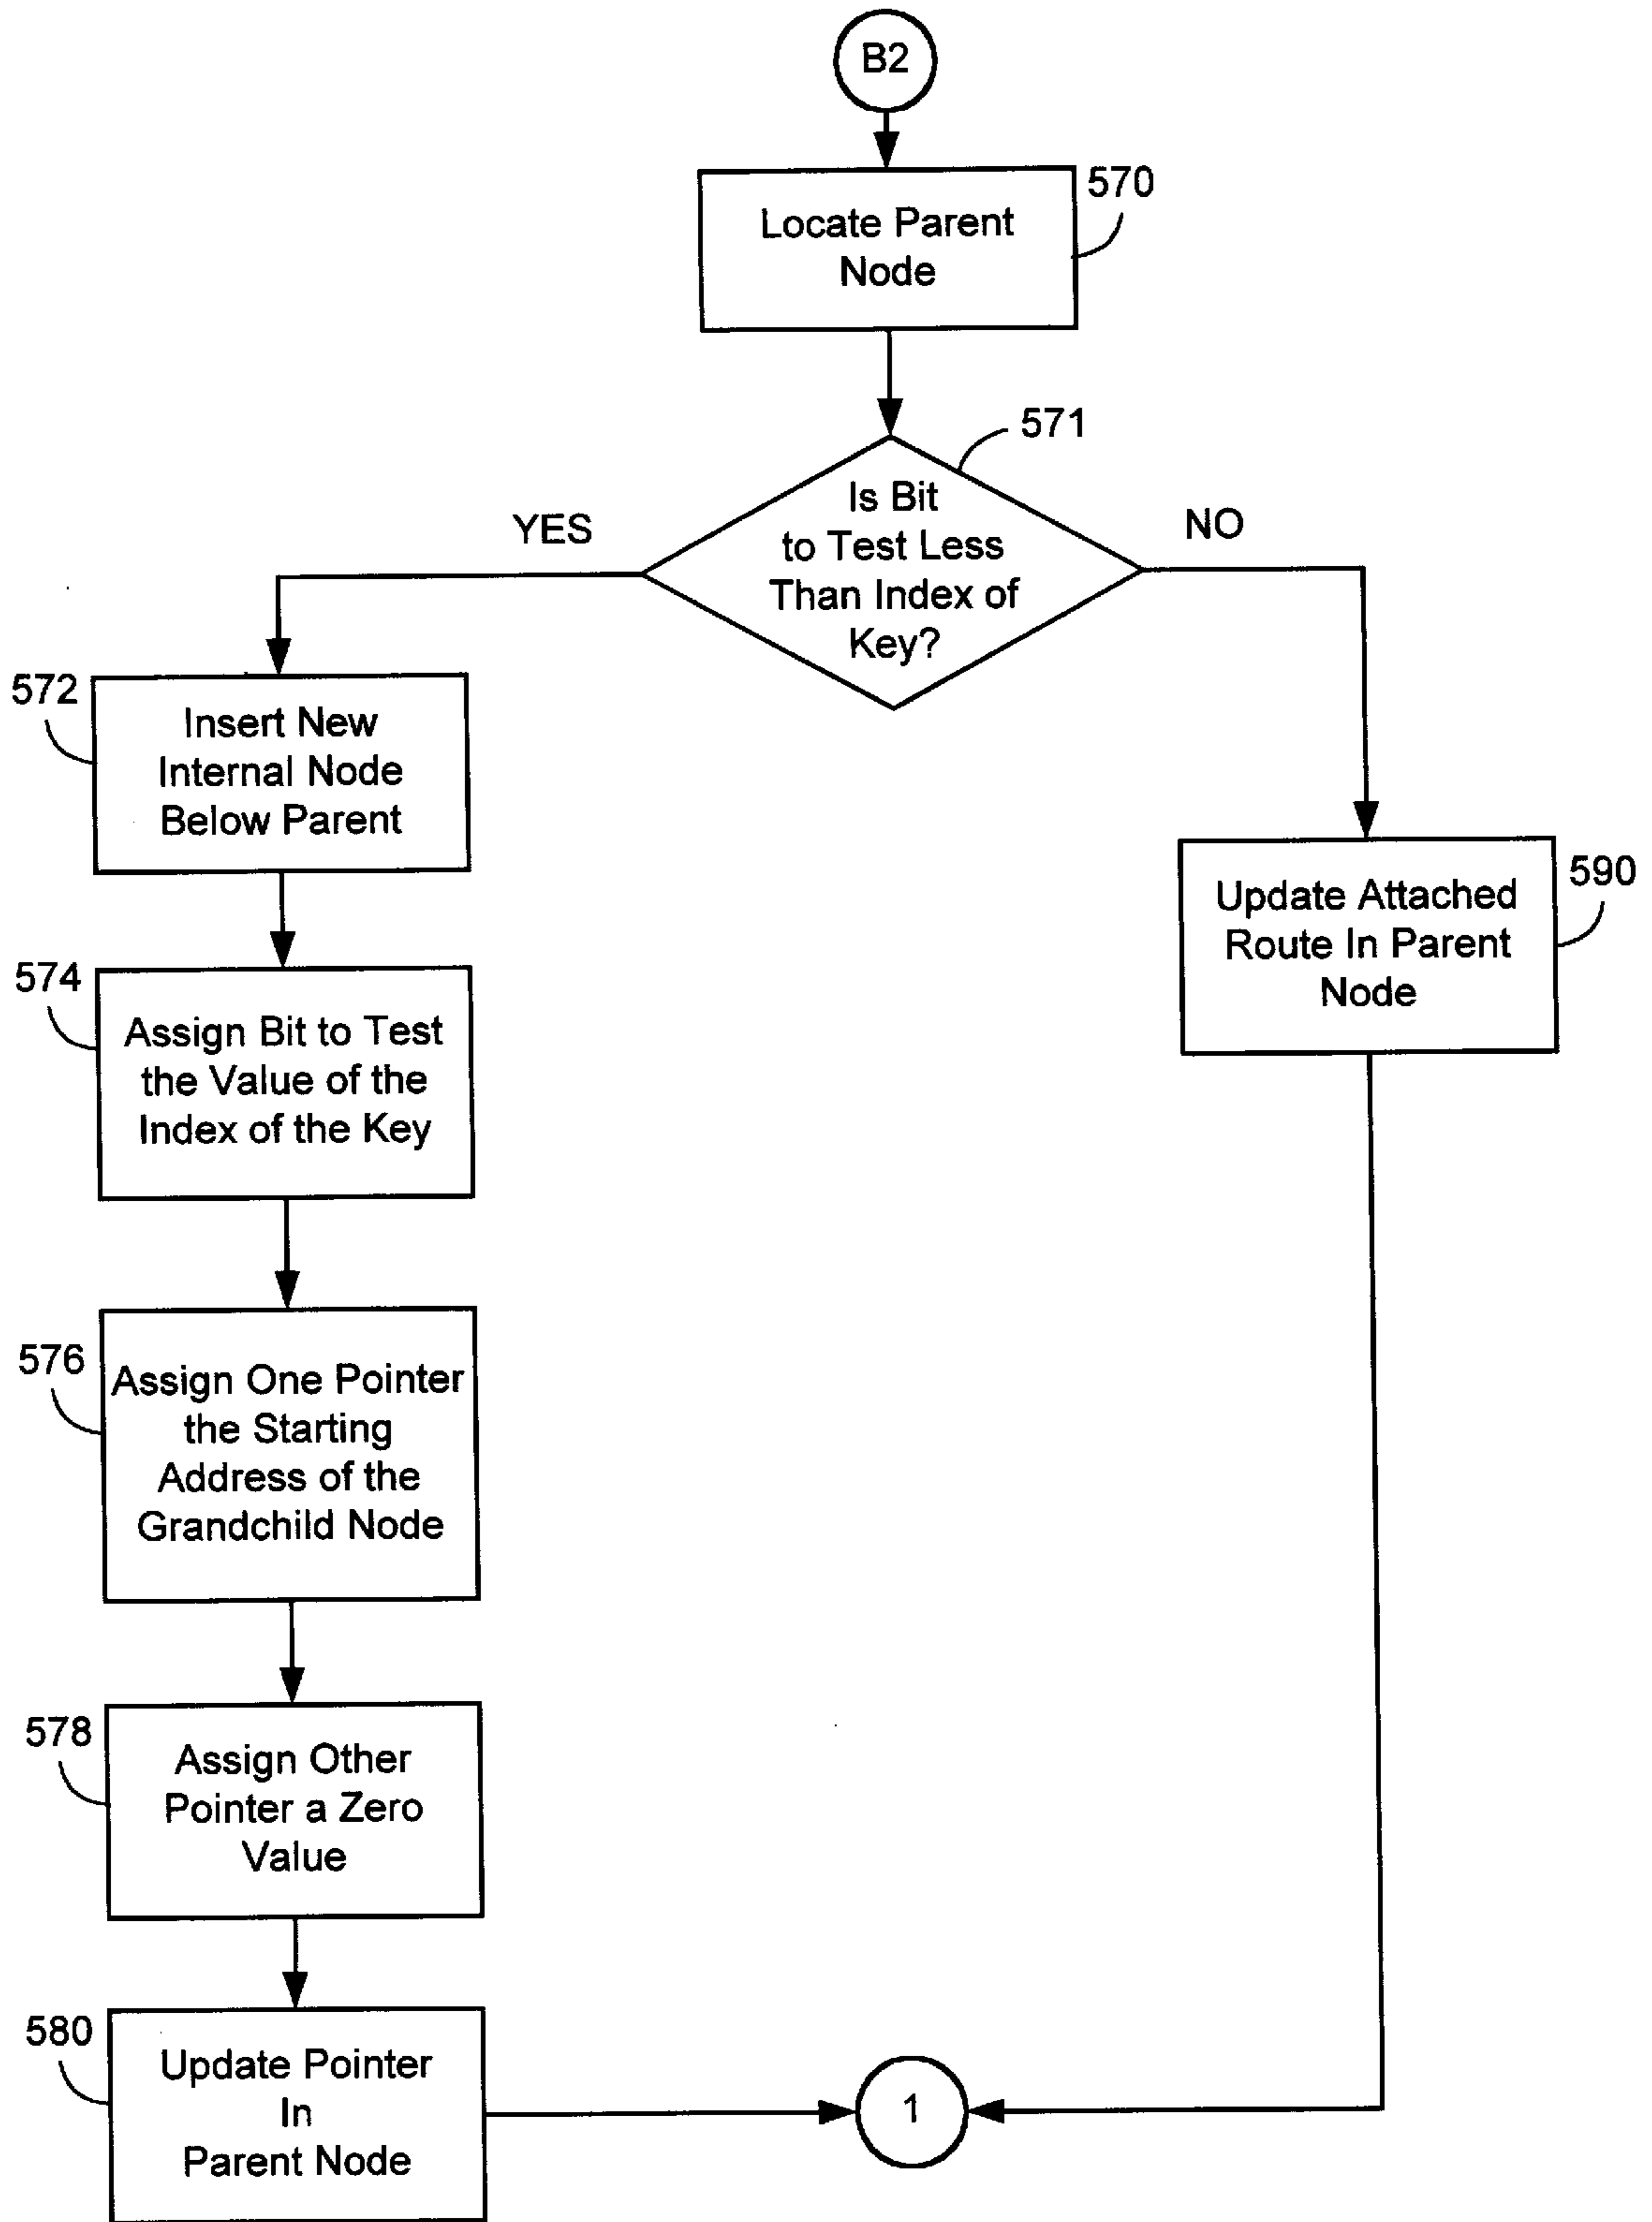 B2
570
Locate Parent
Node
571
Is Bit
to Test Less
Than Index of
Key?
YES
NO
572
Insert New
Internal Node
Below Parent
590
Update Attached
Route In Parent
Node
574
Assign Bit to Test
the Value of the
Index of the Key
576
Assign One Pointer
the Starting
Address of the
Grandchild Node
578
Assign Other
Pointer a Zero
Value
580
Update Pointer
In
Parent Node
1